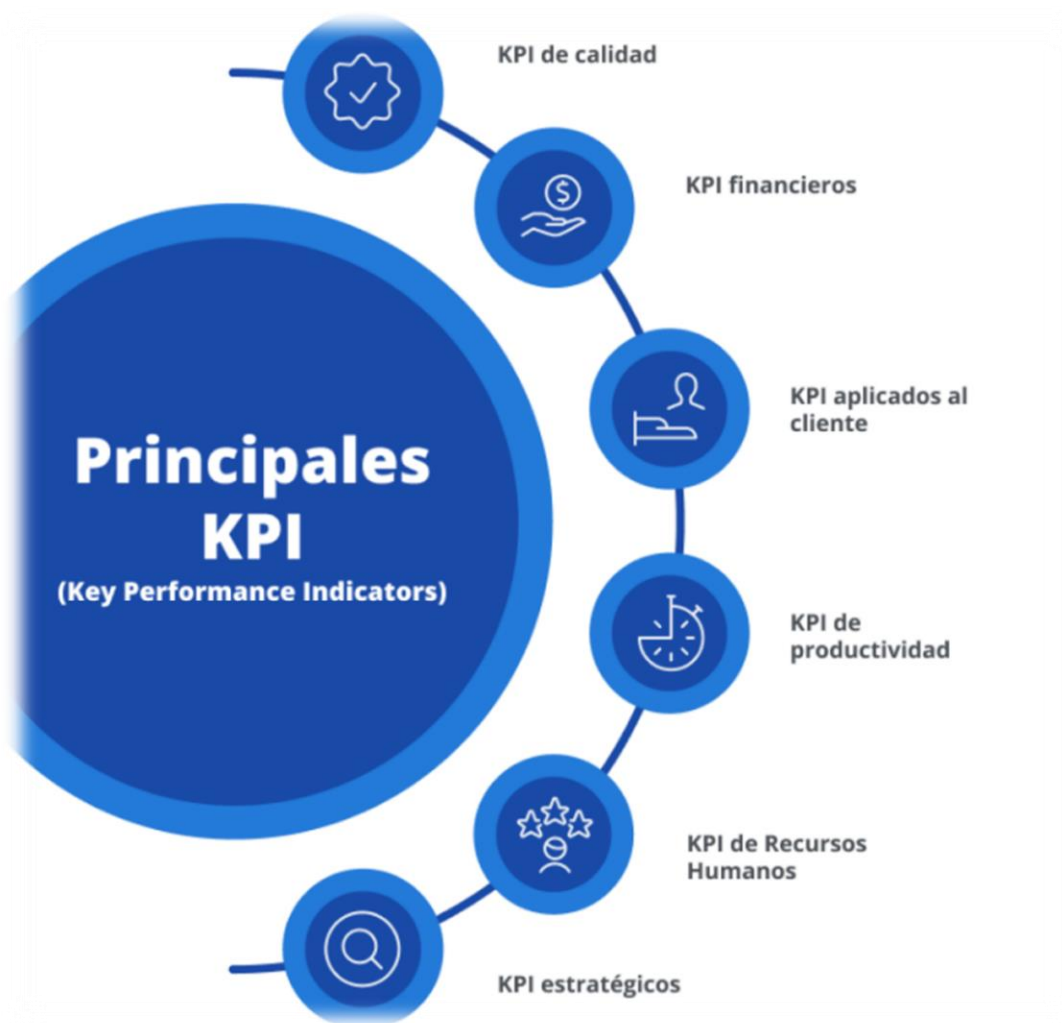 KPI de calidad
KPI financieros
KPI aplicados al
cliente
Principales
KPI
(Key Performance Indicators)
KPI de
productividad
KPI de Recursos
Humanos
KPI estratégicos